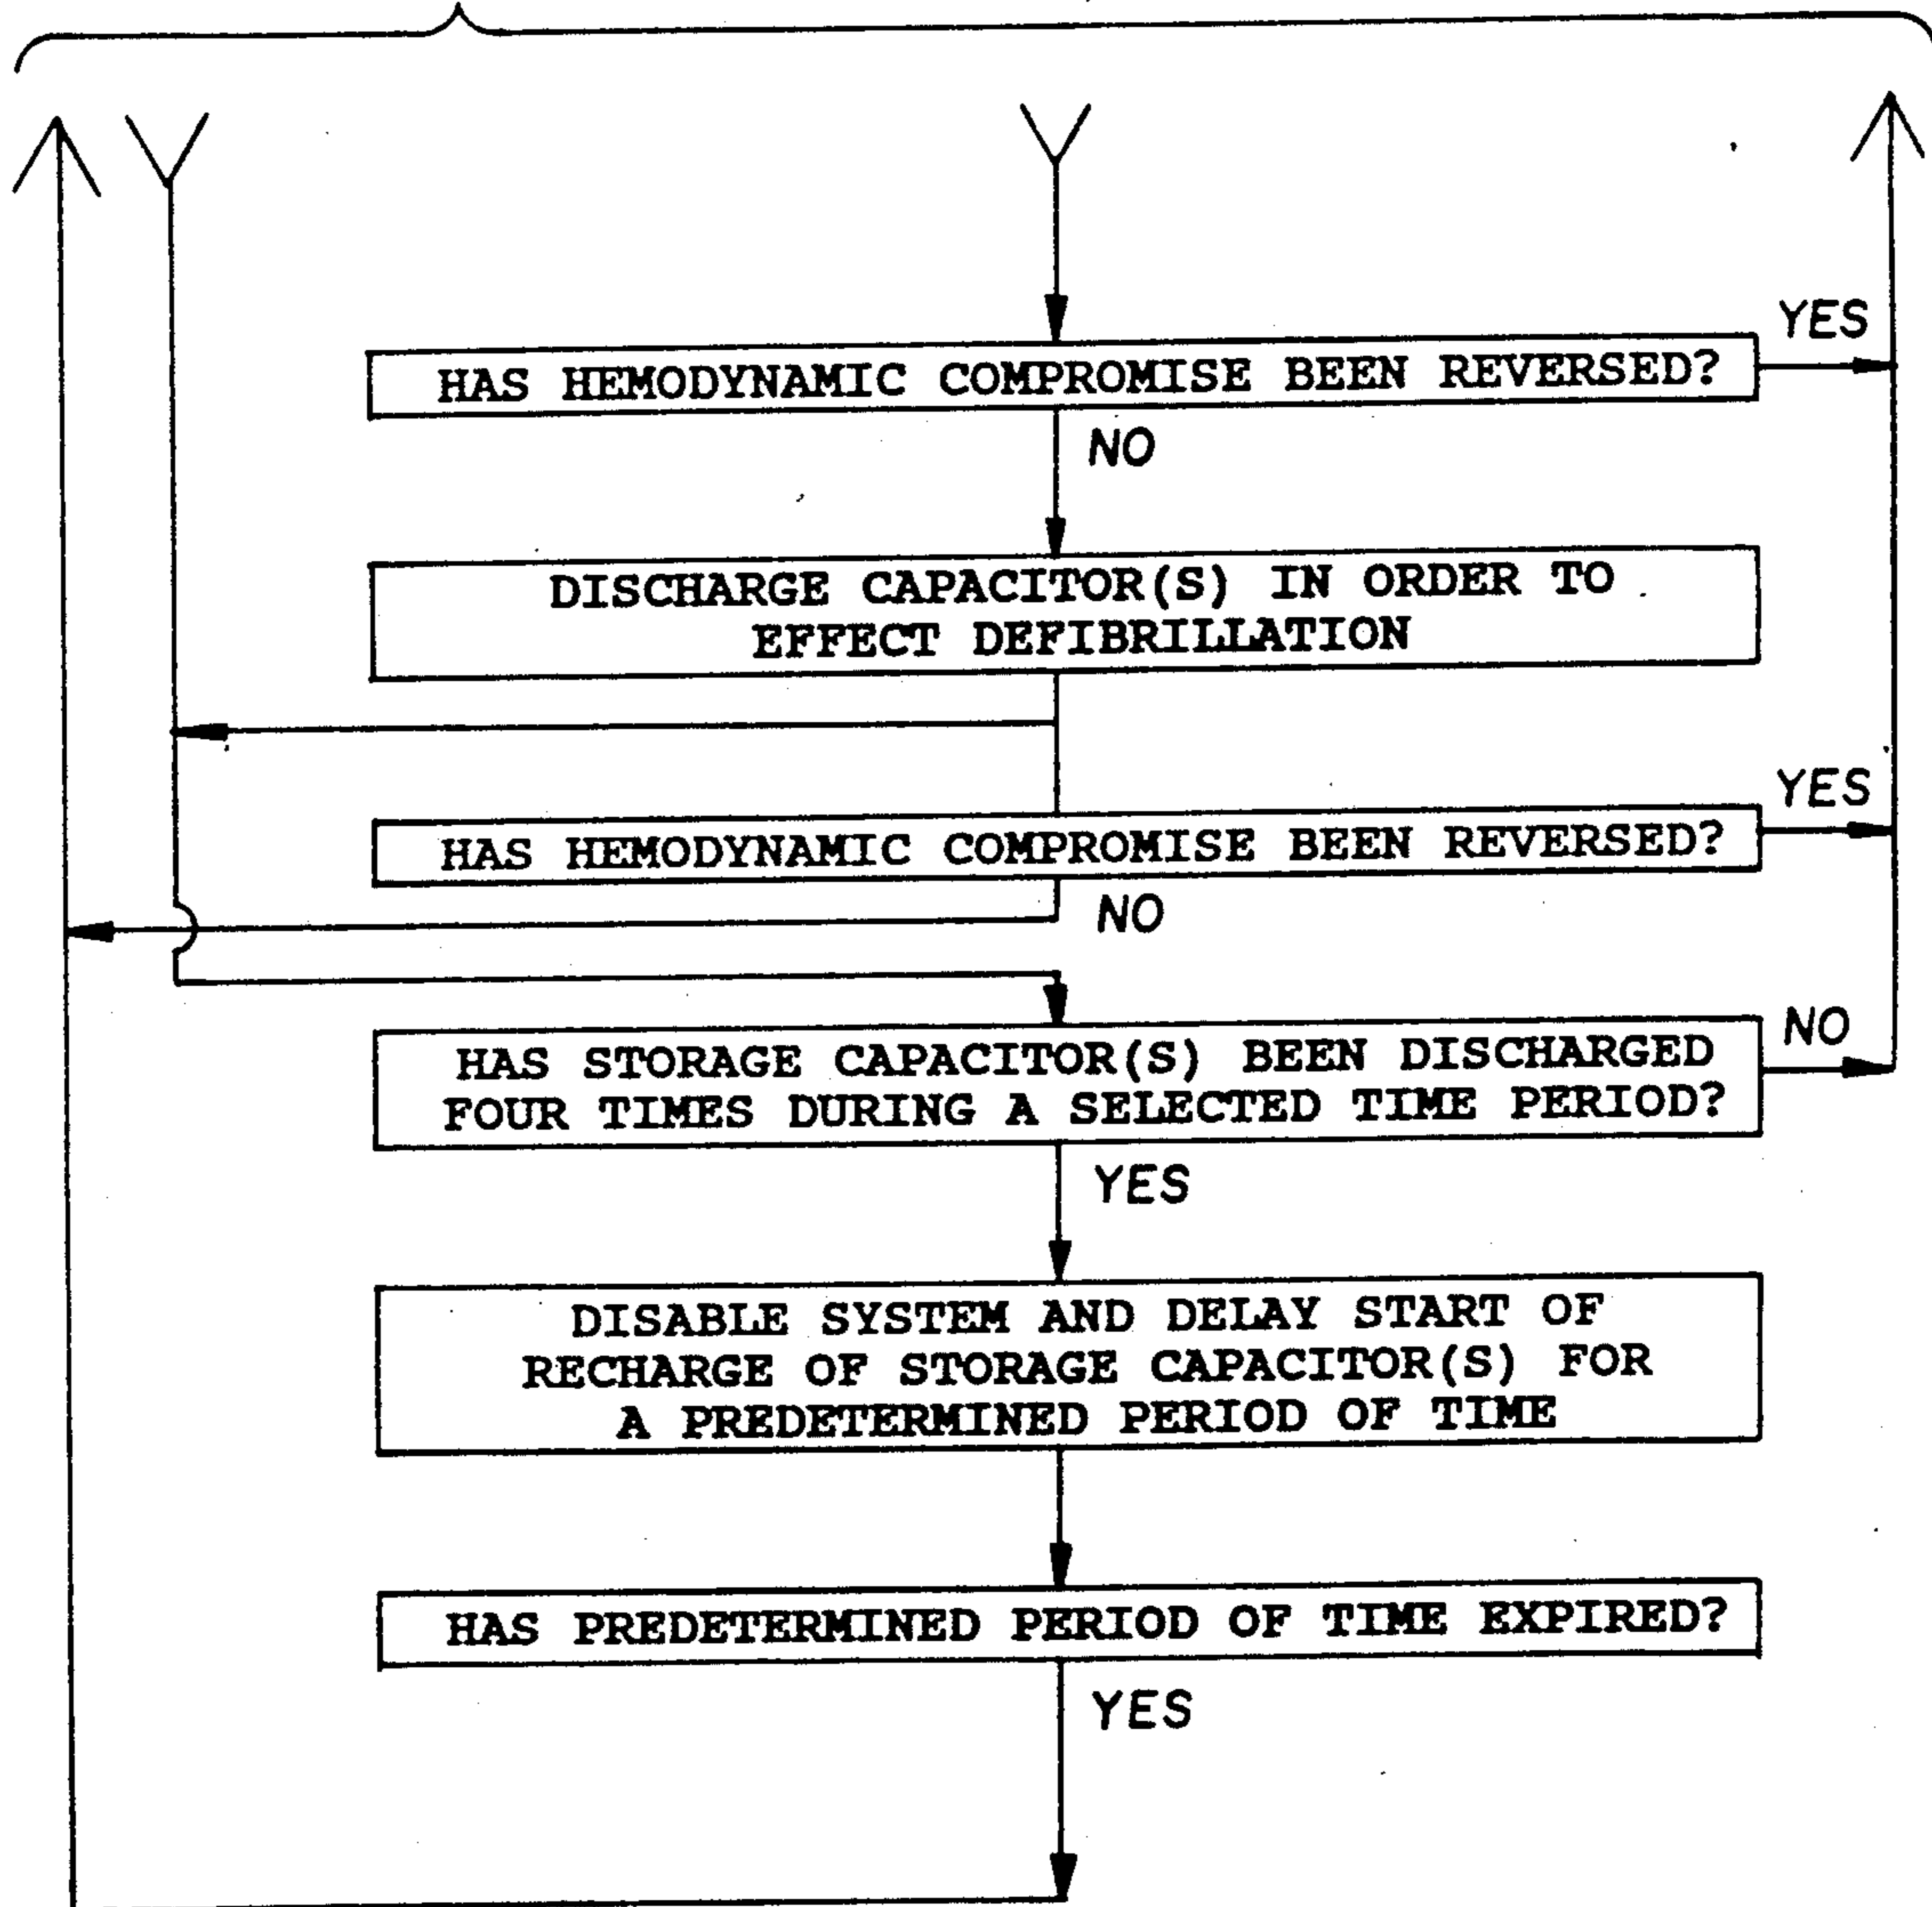 YES
HAS HEMODYNAMIC COMPROMISE BEEN REVERSED?
NO
DISCHARGE CAPACITOR(S) IN ORDER TO
EFFECT DEFIBRILLATION
YES
HAS HEMODYNAMIC COMPROMISE BEEN REVERSED?
NO
NO
HAS STORAGE CAPACITOR(S) BEEN DISCHARGED
FOUR TIMES DURING A SELECTED TIME PERIOD?
YES
DISABLE SYSTEM AND DELAY START OF
RECHARGE OF STORAGE CAPACITOR(S) FOR
A PREDETERMINED PERIOD OF TIME
HAS PREDETERMINED PERIOD OF TIME EXPIRED?
YES